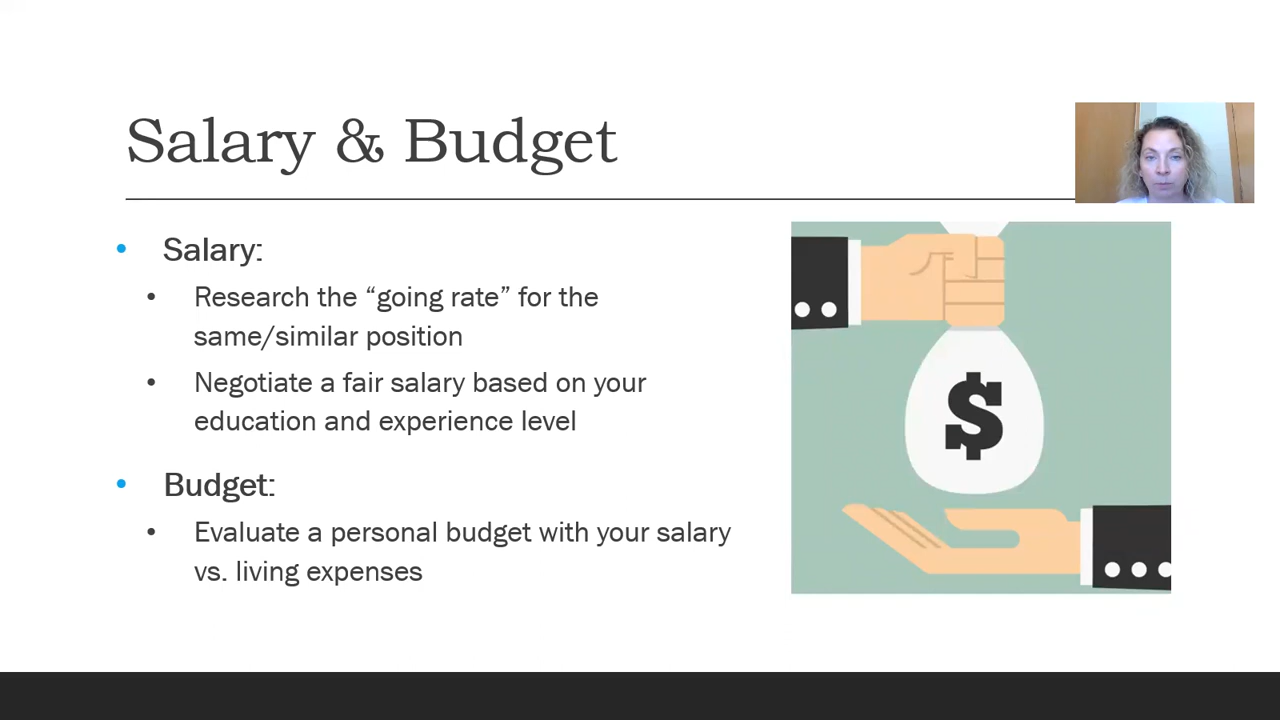 Salary & Budget
• Salary:
• Research the “going rate” for the
same/similar position
• Negotiate a fair salary based on your
education and experience level
• Budget:
• Evaluate a personal budget with your salary
vs. living expenses
$